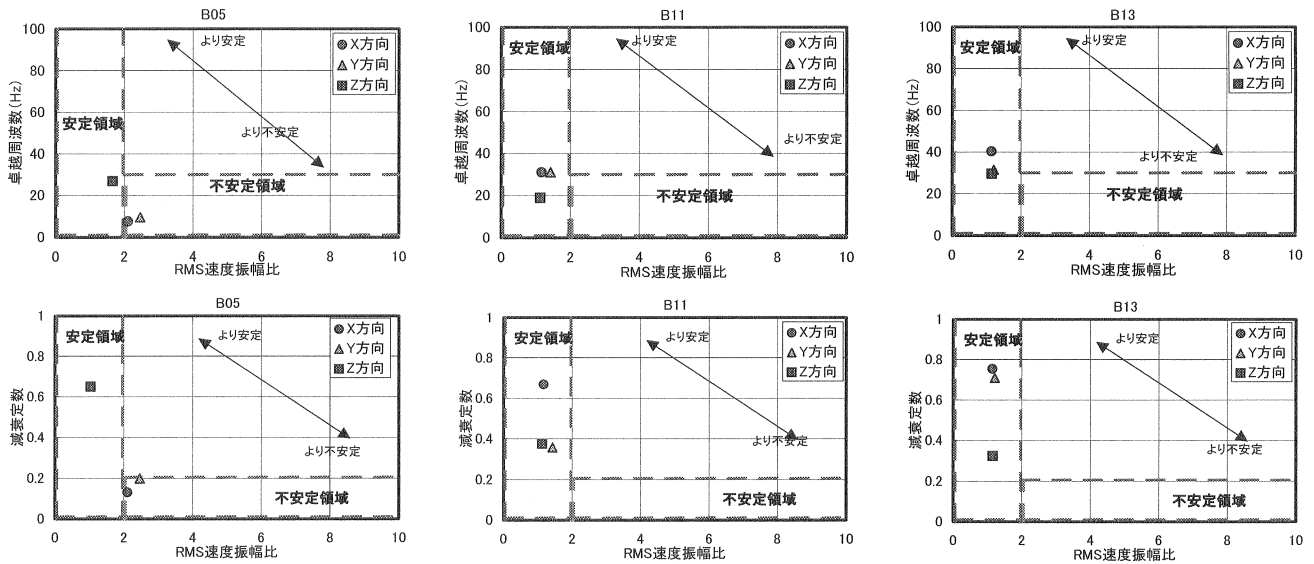 B05
100
80
60
40
20
0
卓越周波数(Hz)
安定領域
より安定
より不安定
不安定領域
X方向
Y方向
Z方向
0 2 4 6 8 10
RMS速度振幅比
B11
100
80
60
40
20
0
卓越周波数(Hz)
安定領域
より安定
より不安定
不安定領域
X方向
Y方向
Z方向
0 2 4 6 8 10
RMS速度振幅比
B13
100
80
60
40
20
0
卓越周波数(Hz)
安定領域
より安定
より不安定
不安定領域
X方向
Y方向
Z方向
0 2 4 6 8 10
RMS速度振幅比
B05
1
0.8
0.6
0.4
0.2
0
減衰定数
安定領域
より安定
より不安定
不安定領域
X方向
Y方向
Z方向
0 2 4 6 8 10
RMS速度振幅比
B11
1
0.8
0.6
0.4
0.2
0
減衰定数
安定領域
より安定
より不安定
不安定領域
X方向
Y方向
Z方向
0 2 4 6 8 10
RMS速度振幅比
B13
1
0.8
0.6
0.4
0.2
0
減衰定数
安定領域
より安定
より不安定
不安定領域
X方向
Y方向
Z方向
0 2 4 6 8 10
RMS速度振幅比